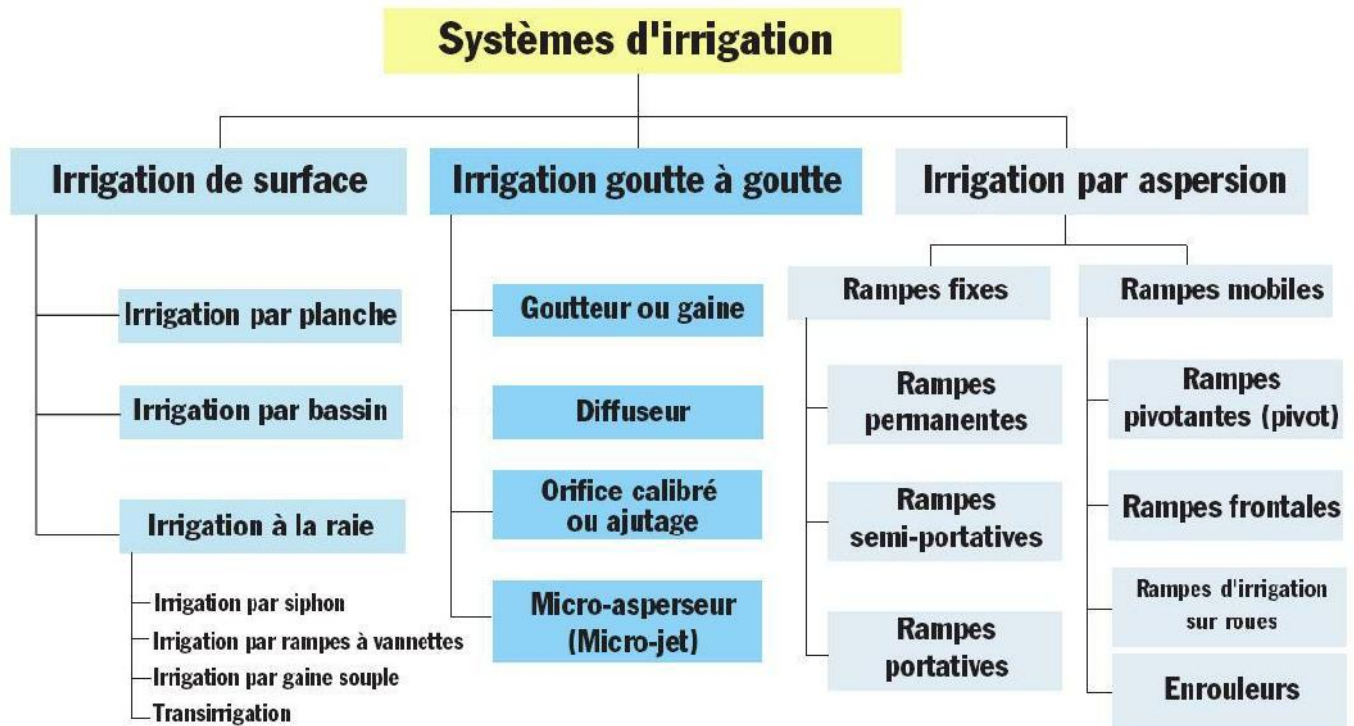 Systèmes d'irrigation
Irrigation de surface
Irrigation par planche
Irrigation par bassin
Irrigation à la raie
Irrigation par siphon
Irrigation par rampes à vannettes
Irrigation par gaine souple
Transirrigation
Irrigation goutte à goutte
Goutteur ou gaine
Diffuseur
Orifice calibré
ou ajutage
Micro-asperseur
(Micro-jet)
Irrigation par aspersion
Rampes fixes
Rampes
permanentes
Rampes
semi-portatives
Rampes
portatives
Rampes mobiles
Rampes
pivotantes (pivot)
Rampes frontales
Rampes d'irrigation
sur roues
Enrouleurs